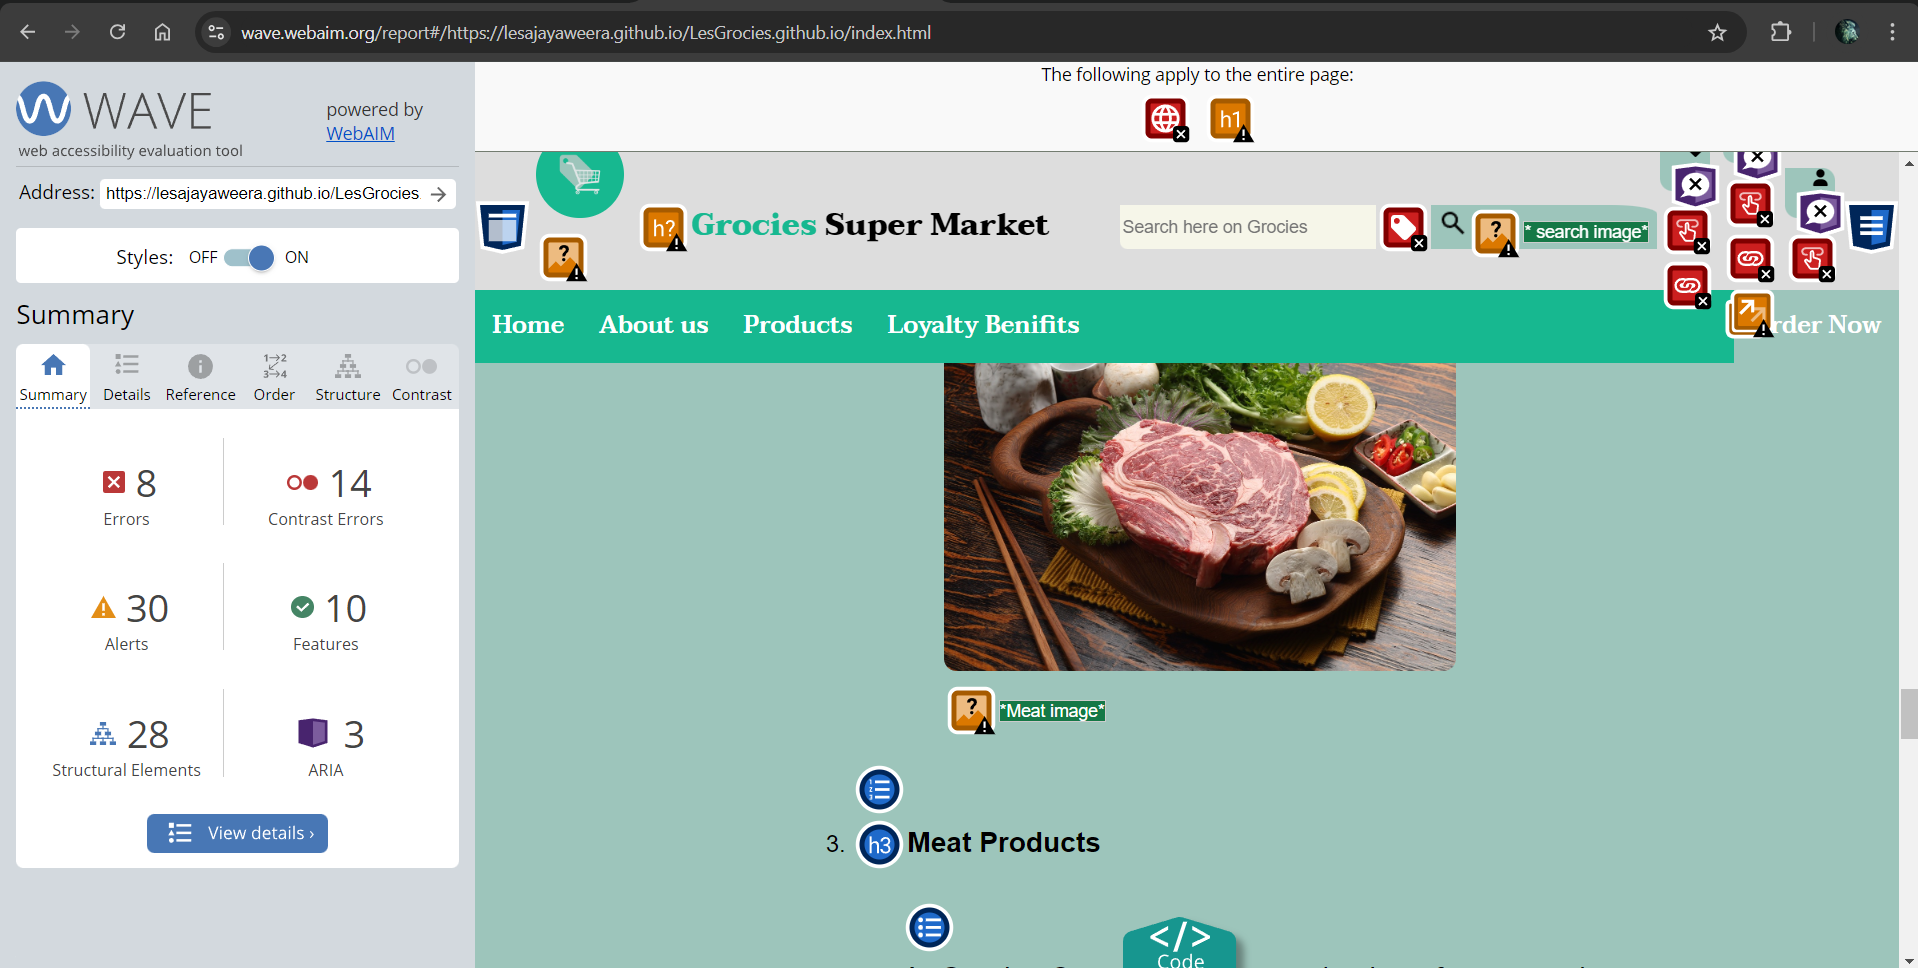 wave.webaim.org/report#/https://lesajayaweera.github.io/LesGrocies.github.io/index.html
WAVE
powered by
WebAIM
web accessibility evaluation tool
Address: https://lesajayaweera.github.io/LesGrocies
Styles: OFF ON
Summary
Summary Details Reference Order Structure Contrast
8 14
Errors Contrast Errors
30 10
Alerts Features
28 3
Structural Elements ARIA
View details ›
The following apply to the entire page:
h1
h? Grocies Super Market
Search here on Grocies
* search image*
Home About us Products Loyalty Benifits rder Now
*Meat image*
3. h3 Meat Products
</>
Code